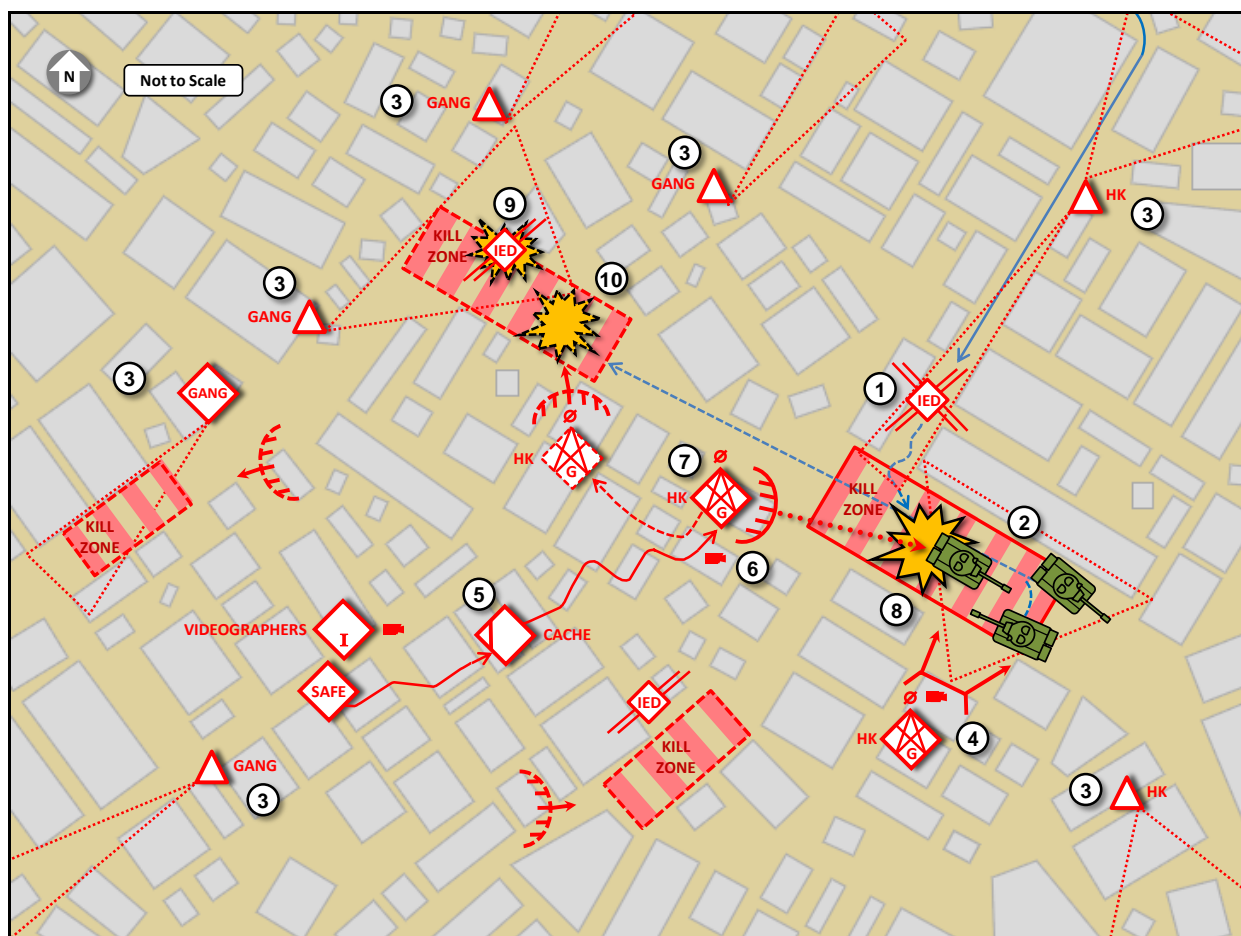 N
Not to Scale
3
GANG
3
GANG
HK
3
9
KILL
ZONE
IED
10
3
GANG
3
GANG
1
IED
HK
G
7
HK
G
KILL
ZONE
2
KILL
ZONE
6
8
5
VIDEOGRAPHERS
I
CACHE
SAFE
IED
KILL
ZONE
HK
G
4
GANG
3
3
HK